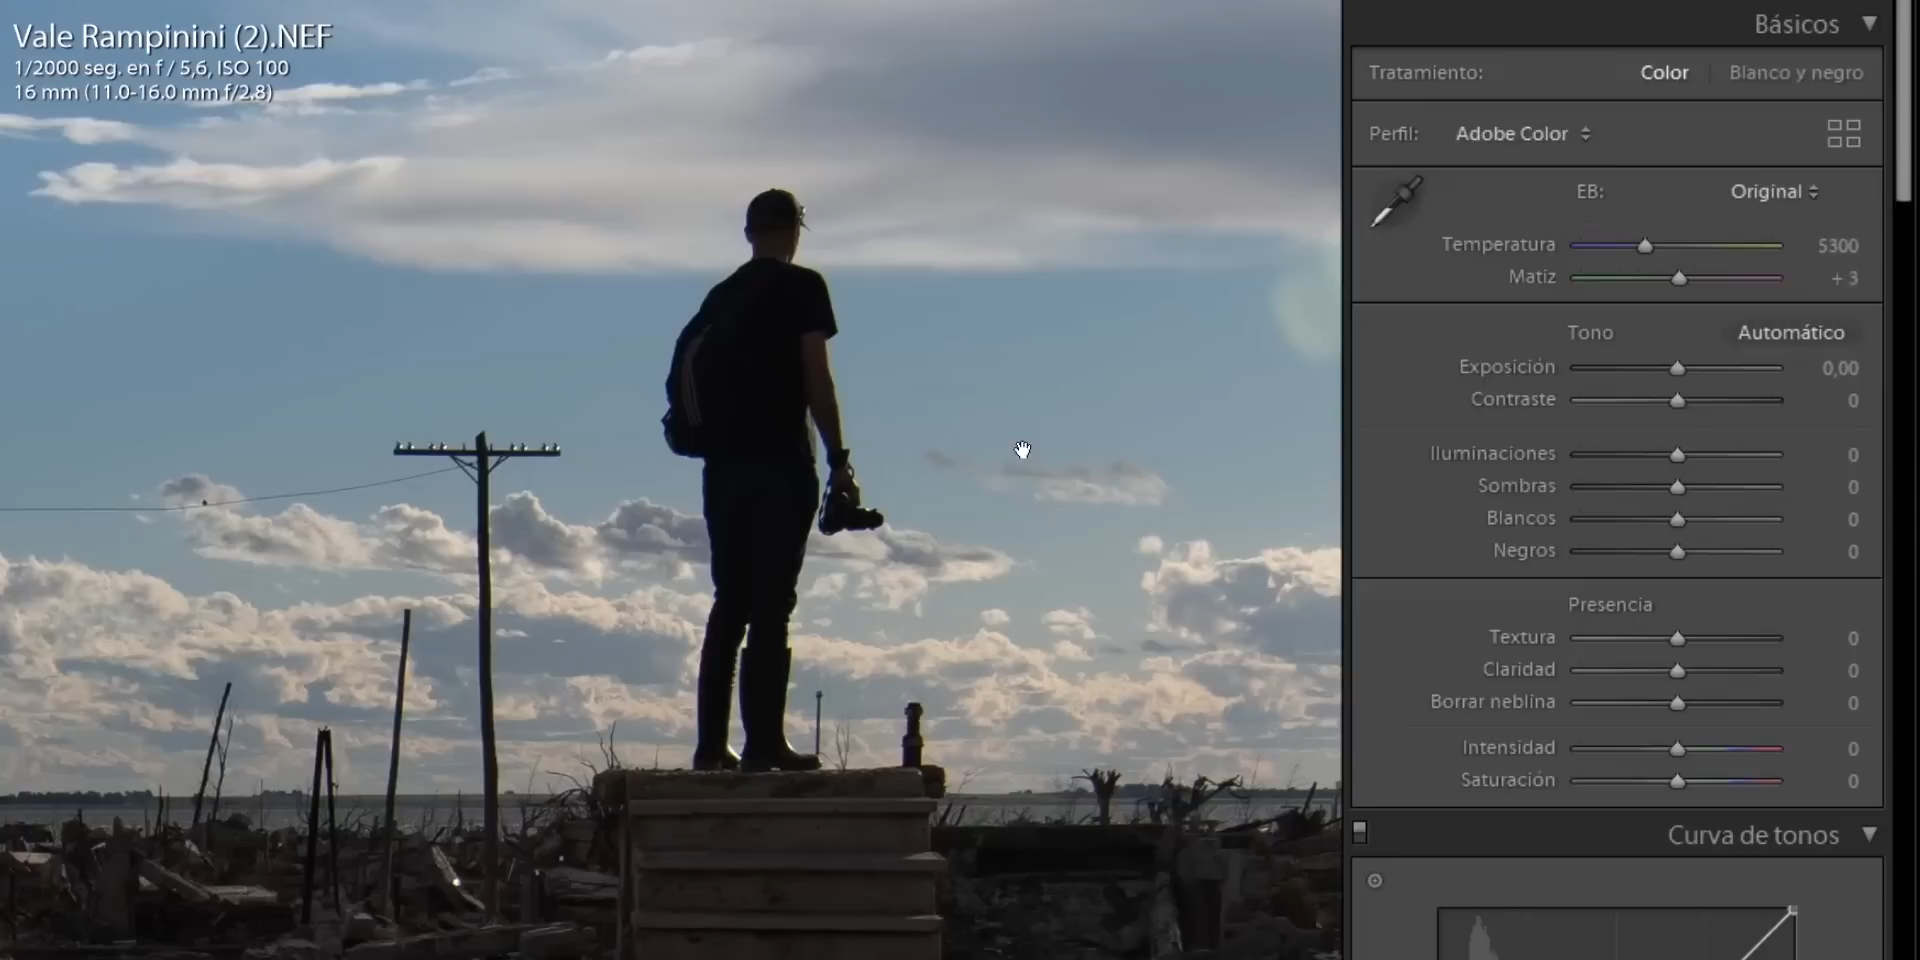 Vale Rampinini (2).NEF
1/2000 seg. en f / 5,6, ISO 100
16 mm (11.0-16.0 mm f/2.8)
Básicos
Tratamiento: Color Blanco y negro
Perfil: Adobe Color
EB: Original
Temperatura 5300
Matiz + 3
Tono Automático
Exposición 0,00
Contraste 0
Iluminaciones 0
Sombras 0
Blancos 0
Negros 0
Presencia
Textura 0
Claridad 0
Borrar neblina 0
Intensidad 0
Saturación 0
Curva de tonos